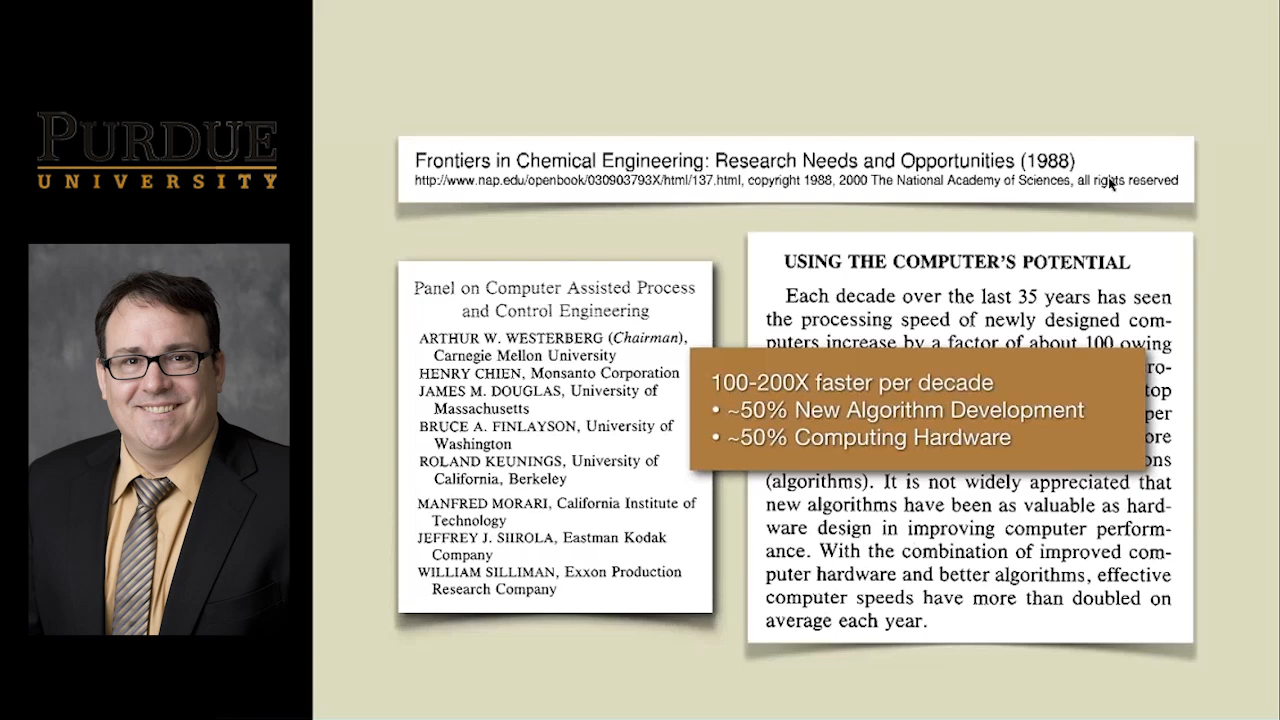 PURDUE
UNIVERSITY
Frontiers in Chemical Engineering: Research Needs and Opportunities (1988)
http://www.nap.edu/openbook/030903793X/html/137.html, copyright 1988, 2000 The National Academy of Sciences, all rights reserved
Panel on Computer Assisted Process
and Control Engineering
ARTHUR W. WESTERBERG (Chairman),
Carnegie Mellon University
HENRY CHIEN, Monsanto Corporation
JAMES M. DOUGLAS, University of
Massachusetts
BRUCE A. FINLAYSON, University of
Washington
ROLAND KEUNINGS, University of
California, Berkeley
MANFRED MORARI, California Institute of
Technology
JEFFREY J. SIIROLA, Eastman Kodak
Company
WILLIAM SILLIMAN, Exxon Production
Research Company
USING THE COMPUTER'S POTENTIAL
Each decade over the last 35 years has seen
the processing speed of newly designed com-
puters increase by a factor of about 100 owing
100-200X faster per decade
• ~50% New Algorithm Development
• ~50% Computing Hardware
(algorithms). It is not widely appreciated that
new algorithms have been as valuable as hard-
ware design in improving computer perform-
ance. With the combination of improved com-
puter hardware and better algorithms, effective
computer speeds have more than doubled on
average each year.